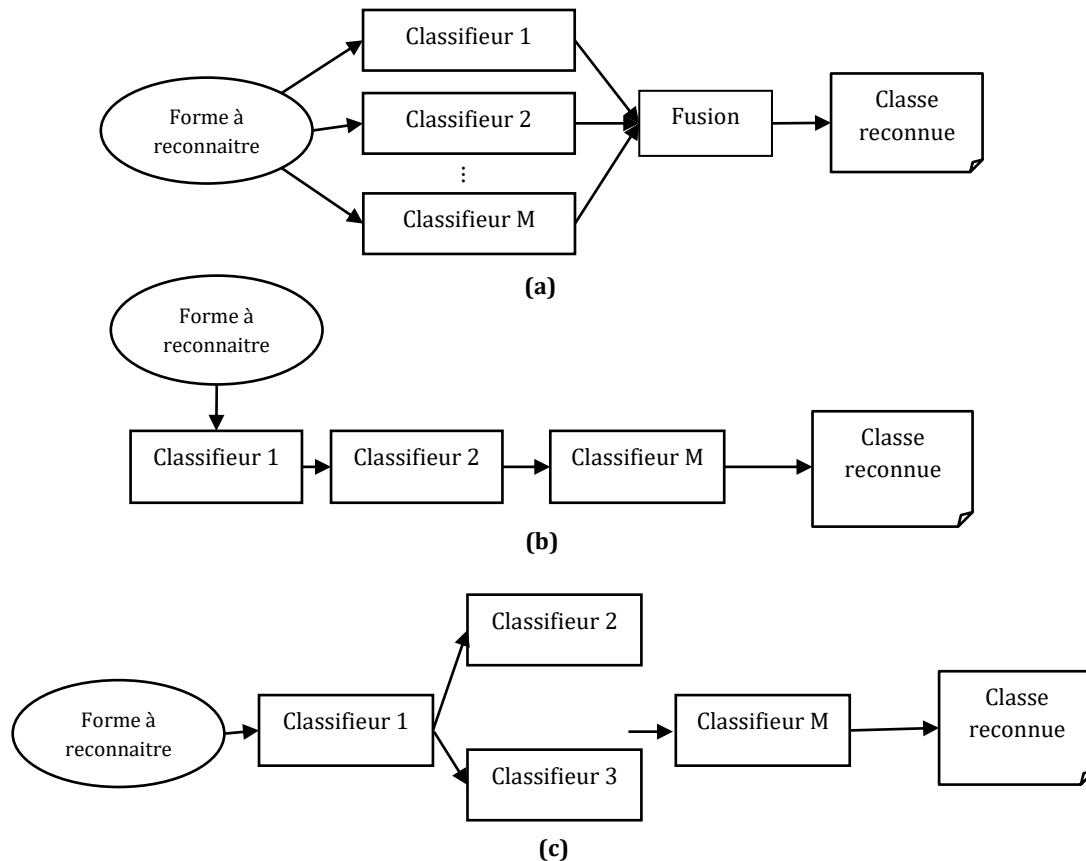 Classifieur 1
Forme à
reconnaitre
Classifieur 2
...
Classifieur M
Fusion
Classe
reconnue
(a)
Forme à
reconnaitre
Classifieur 1
Classifieur 2
Classifieur M
Classe
reconnue
(b)
Forme à
reconnaitre
Classifieur 1
Classifieur 2
Classifieur 3
Classifieur M
Classe
reconnue
(c)